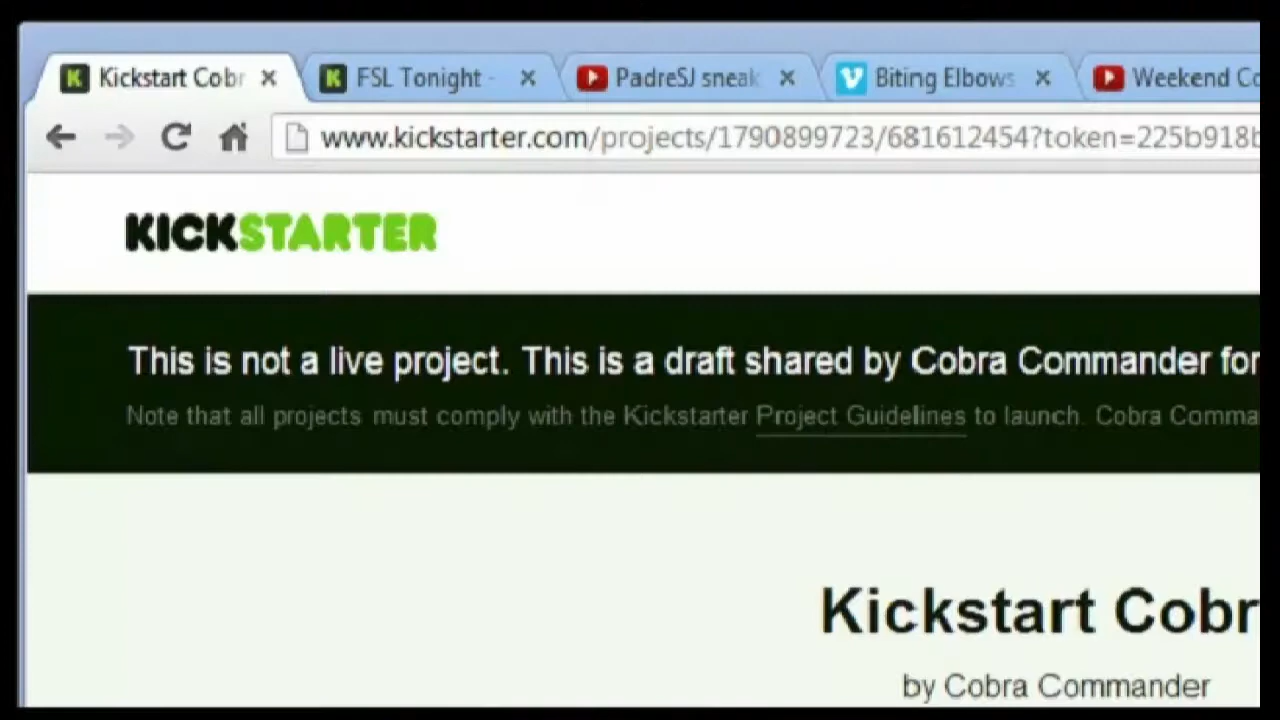 Kickstart Cobr
FSL Tonight -
PadreSJ sneak
Biting Elbows
Weekend Co
www.kickstarter.com/projects/1790899723/681612454?token=225b918b
KICKSTARTER
This is not a live project. This is a draft shared by Cobra Commander for
Note that all projects must comply with the Kickstarter Project Guidelines to launch. Cobra Comma
Kickstart Cobr
by Cobra Commander